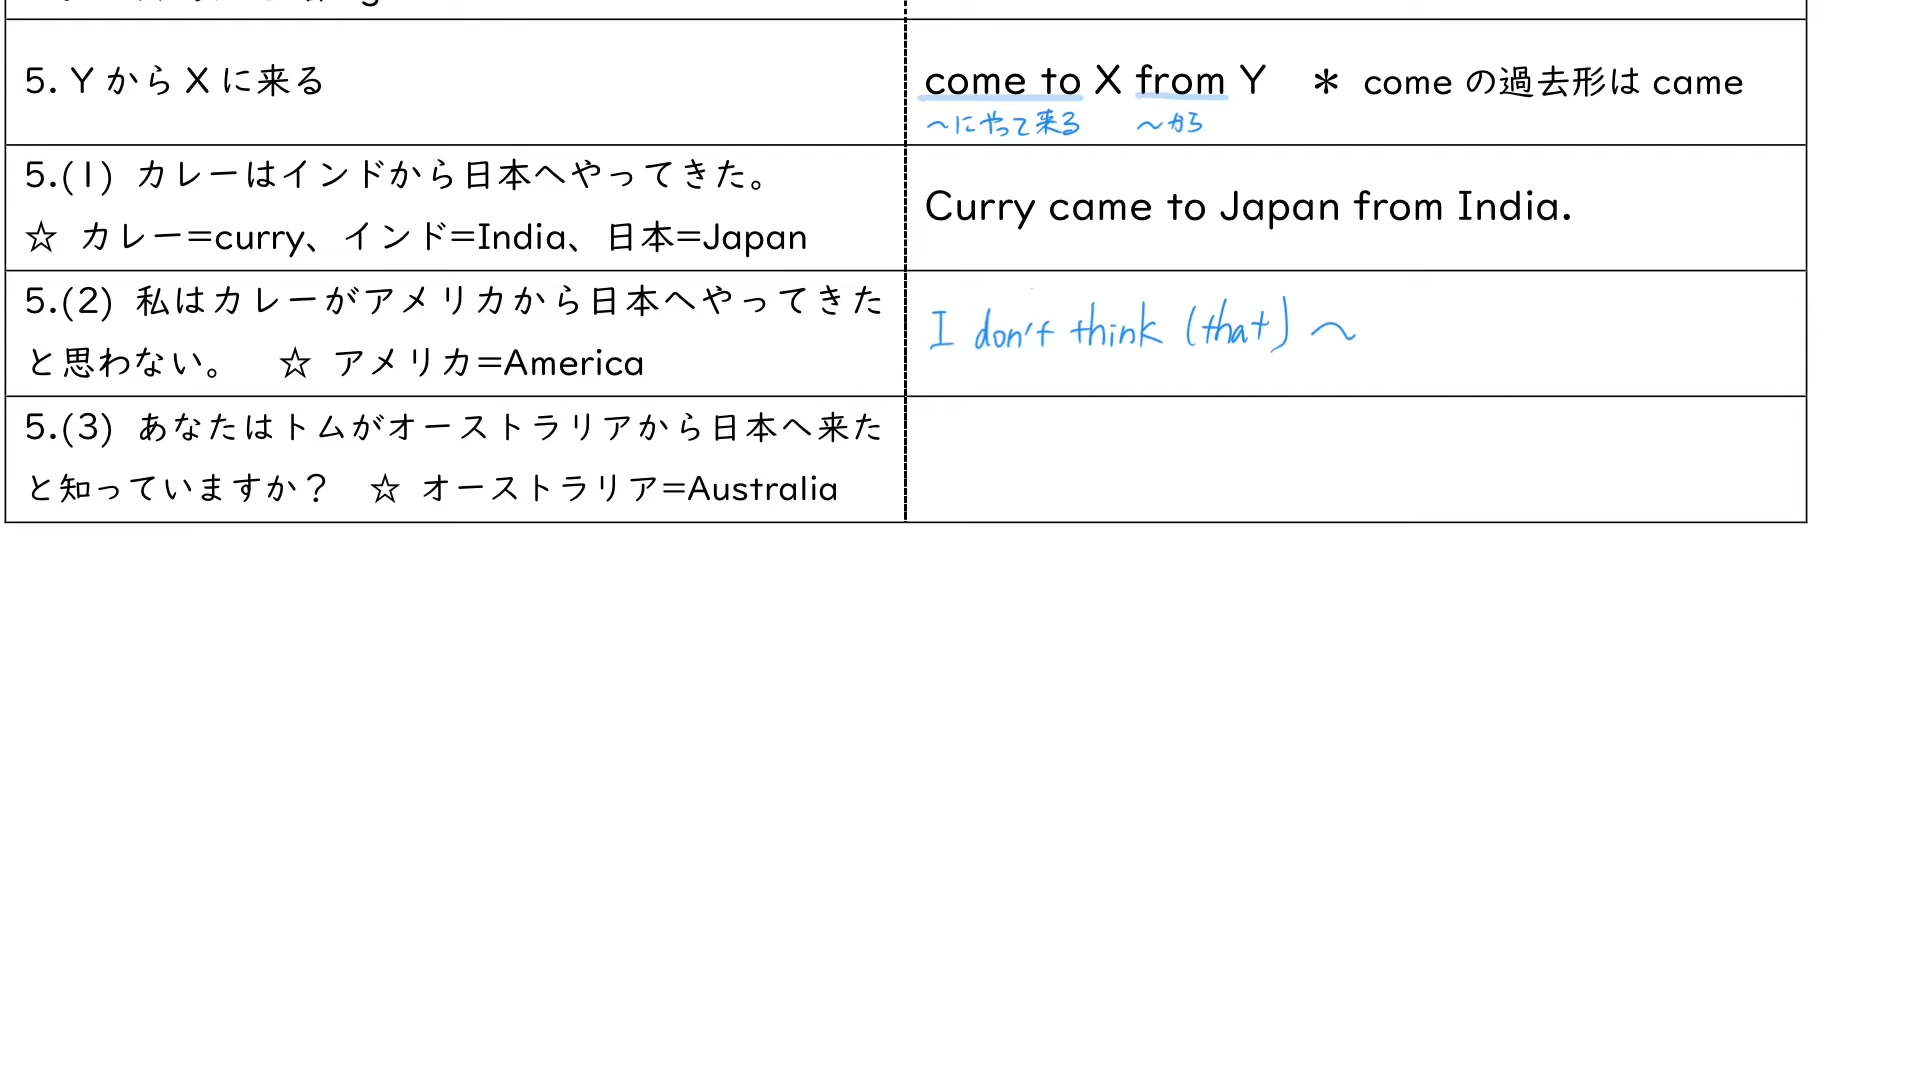 5. Y から X に来る
come to X from Y　＊ come の過去形は came
～にやって来る　～から
5.(1) カレーはインドから日本へやってきた。
☆ カレー=curry、インド=India、日本=Japan
Curry came to Japan from India.
5.(2) 私はカレーがアメリカから日本へやってきた
と思わない。　☆ アメリカ=America
I don't think (that) ～
5.(3) あなたはトムがオーストラリアから日本へ来た
と知っていますか？　☆ オーストラリア=Australia